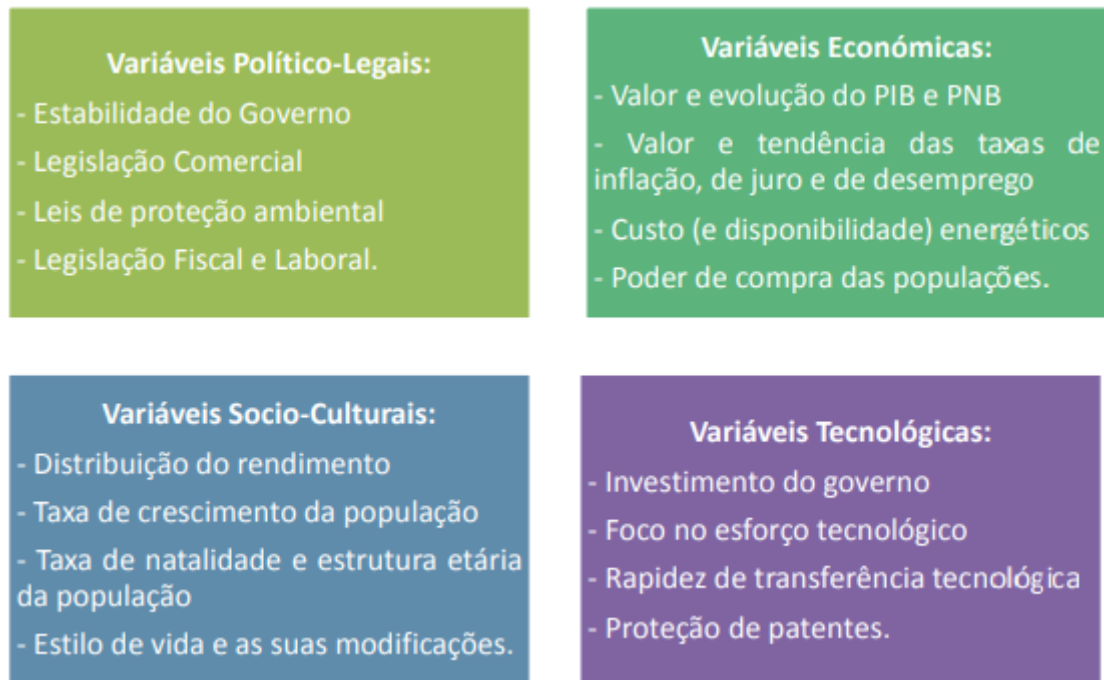 Variáveis Político-Legais:
- Estabilidade do Governo
- Legislação Comercial
- Leis de proteção ambiental
- Legislação Fiscal e Laboral.
Variáveis Económicas:
- Valor e evolução do PIB e PNB
- Valor e tendência das taxas de
inflação, de juro e de desemprego
- Custo (e disponibilidade) energéticos
- Poder de compra das populações.
Variáveis Socio-Culturais:
- Distribuição do rendimento
- Taxa de crescimento da população
- Taxa de natalidade e estrutura etária
da população
- Estilo de vida e as suas modificações.
Variáveis Tecnológicas:
- Investimento do governo
- Foco no esforço tecnológico
- Rapidez de transferência tecnológica
- Proteção de patentes.